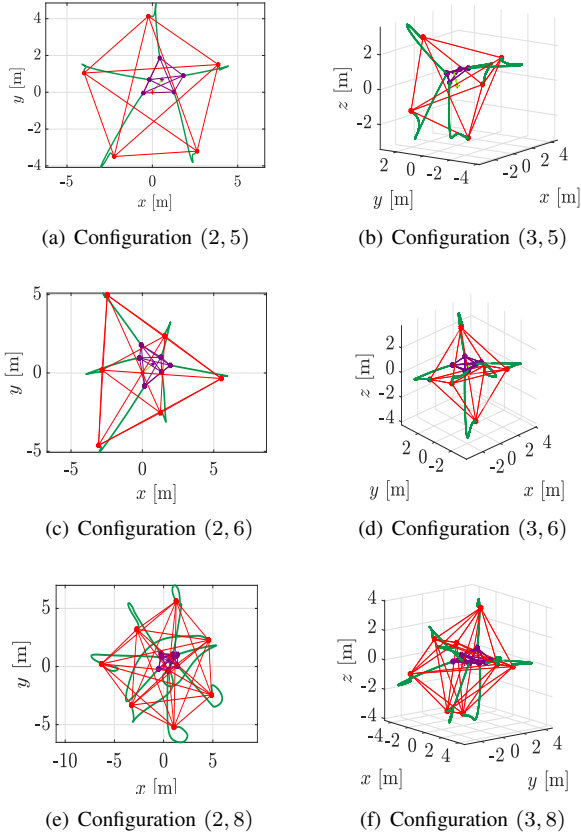 4
2
0
-2
-4
y [m]
-5
0
5
x [m]
2
0
-2
z [m]
2
0
-2
-4
y [m]
-4
-2
0
2
4
x [m]
(a) Configuration (2, 5)
(b) Configuration (3, 5)
5
0
-5
y [m]
-5
0
5
x [m]
2
0
-2
-4
z [m]
2
0
-2
y [m]
-2
0
2
4
x [m]
(c) Configuration (2, 6)
(d) Configuration (3, 6)
5
0
-5
y [m]
-10
-5
0
5
x [m]
4
2
0
-2
-4
z [m]
-4
-2
0
2
4
x [m]
-4
-2
0
2
4
y [m]
(e) Configuration (2, 8)
(f) Configuration (3, 8)